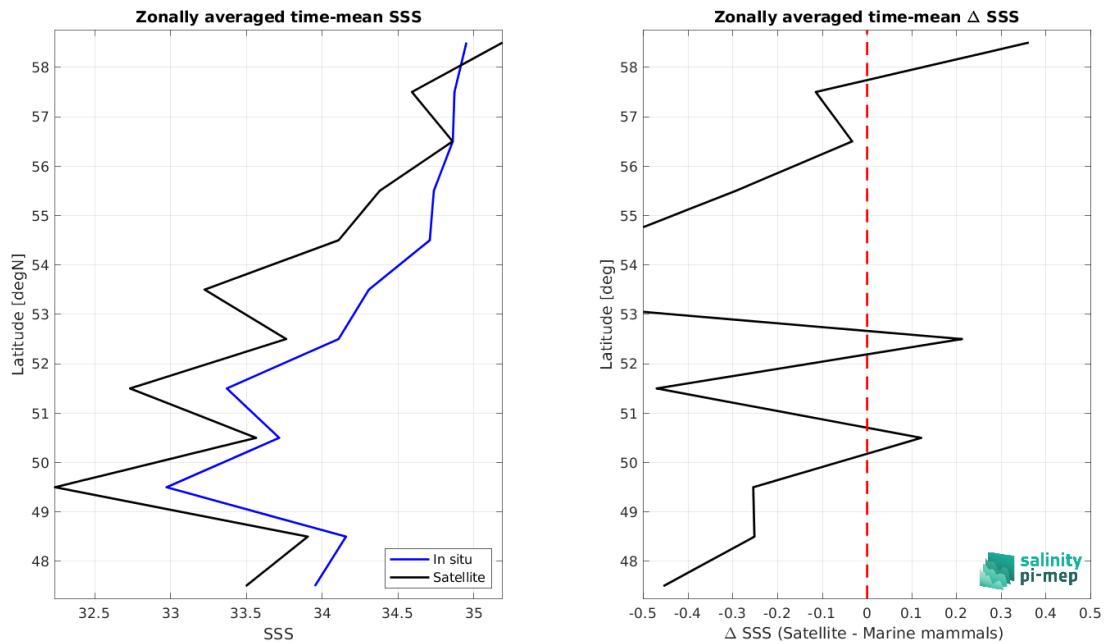 Zonally averaged time-mean SSS
Latitude [degN]
58
57
56
55
54
53
52
51
50
49
48
32.5 33 33.5 34 34.5 35
SSS
In situ
Satellite
Zonally averaged time-mean Δ SSS
Latitude [deg]
58
57
56
55
54
53
52
51
50
49
48
-0.5 -0.4 -0.3 -0.2 -0.1 0 0.1 0.2 0.3 0.4 0.5
Δ SSS (Satellite - Marine mammals)
salinity
pi-mep